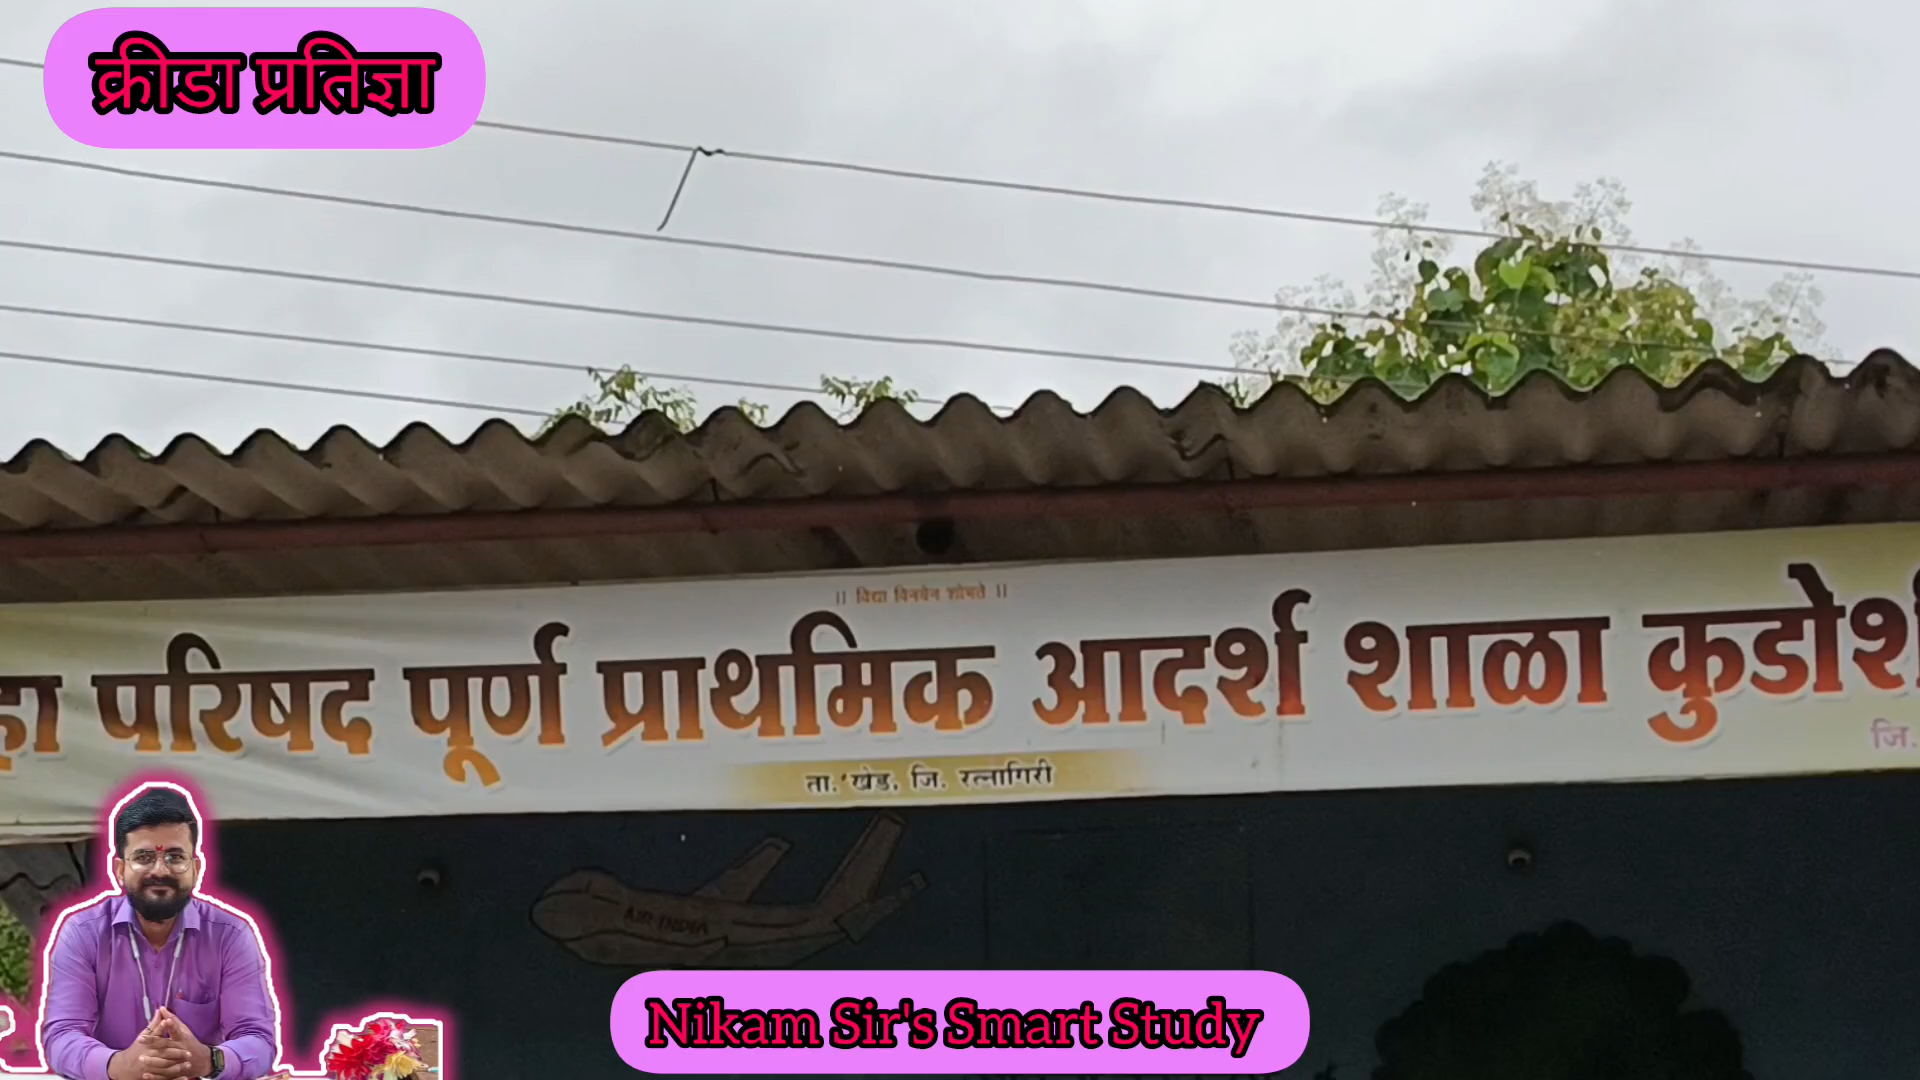 क्रीडा प्रतिज्ञा
॥ विद्या विनयेन शोभते ॥
परिषद पूर्ण प्राथमिक आदर्श शाळा कुडोशी
जि.
ता. खेड, जि. रत्नागिरी
AIR-INDIA
Nikam Sir's Smart Study